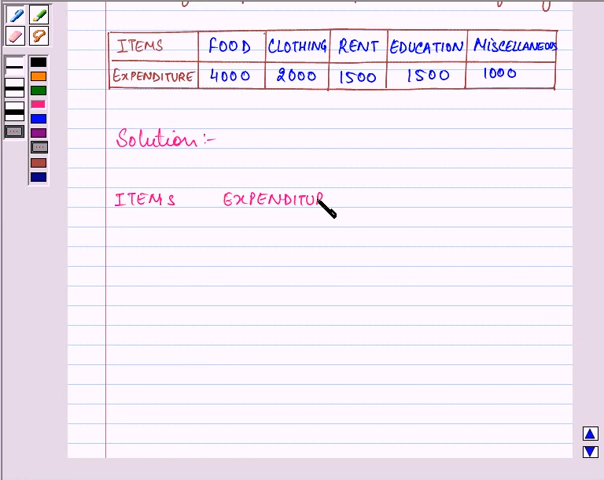 ITEMS FOOD CLOTHING RENT EDUCATION MISCELLANEOUS
EXPENDITURE 4000 2000 1500 1500 1000
Solution:-
ITEMS EXPENDITUR